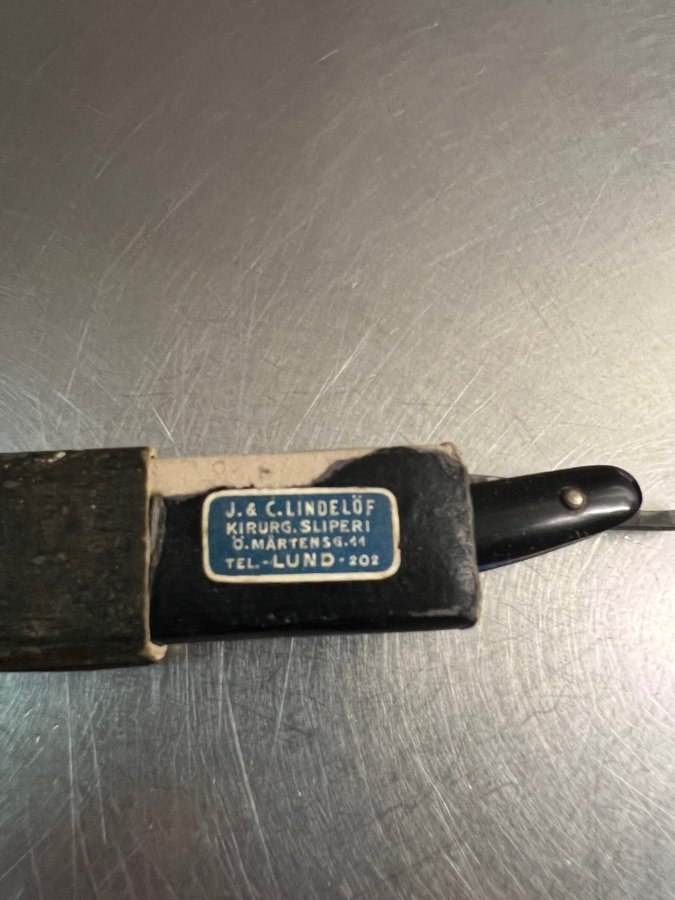 J. & C. LINDELÖF
KIRURG. SLIPERI
Ö. MÅRTENSG. 11
TEL. - LUND - 202